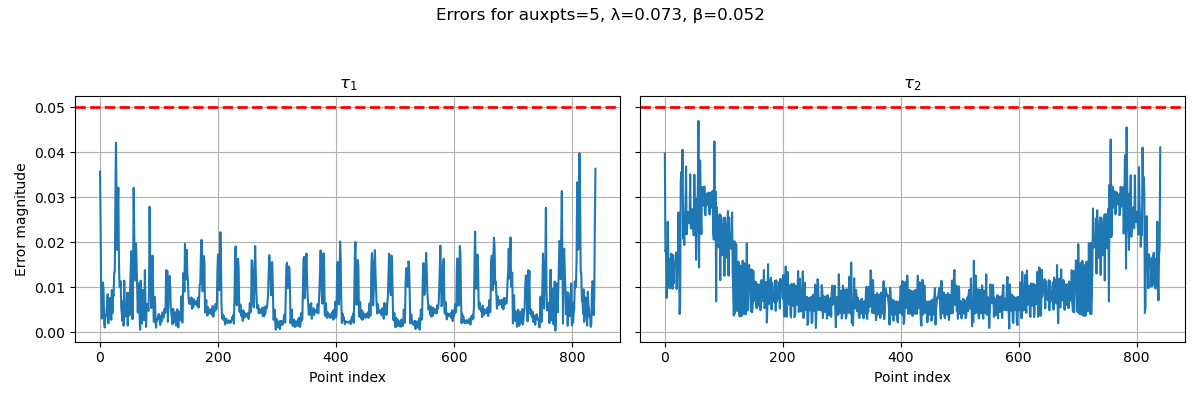 Errors for auxpts=5, λ=0.073, β=0.052
τ1
τ2
Error magnitude
0.05
0.04
0.03
0.02
0.01
0.00
0 200 400 600 800
0 200 400 600 800
Point index
Point index